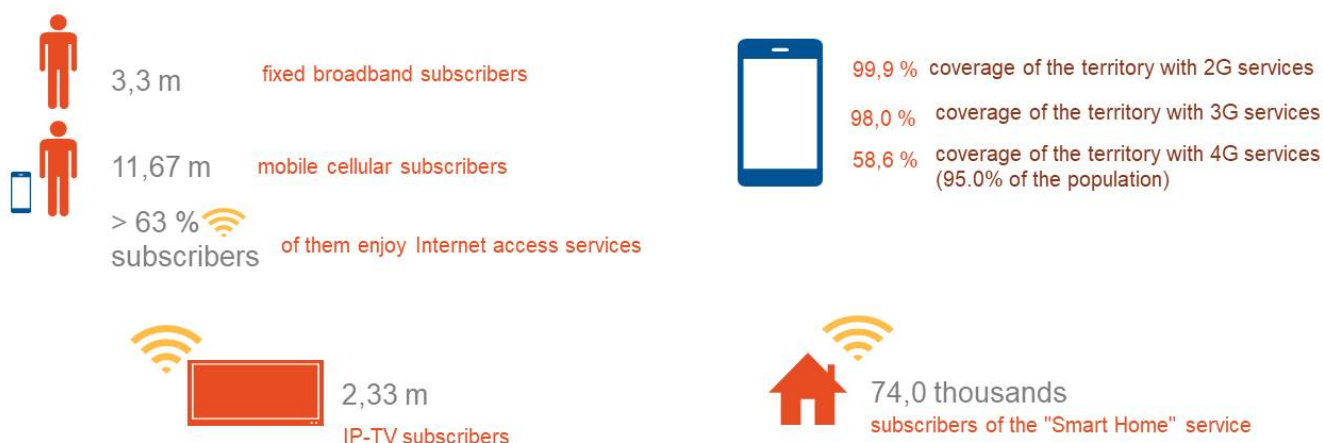 3,3 m fixed broadband subscribers
11,67 m mobile cellular subscribers
> 63 %
subscribers of them enjoy Internet access services
99,9 % coverage of the territory with 2G services
98,0 % coverage of the territory with 3G services
58,6 % coverage of the territory with 4G services
(95.0% of the population)
2,33 m
IP-TV subscribers
74,0 thousands
subscribers of the "Smart Home" service